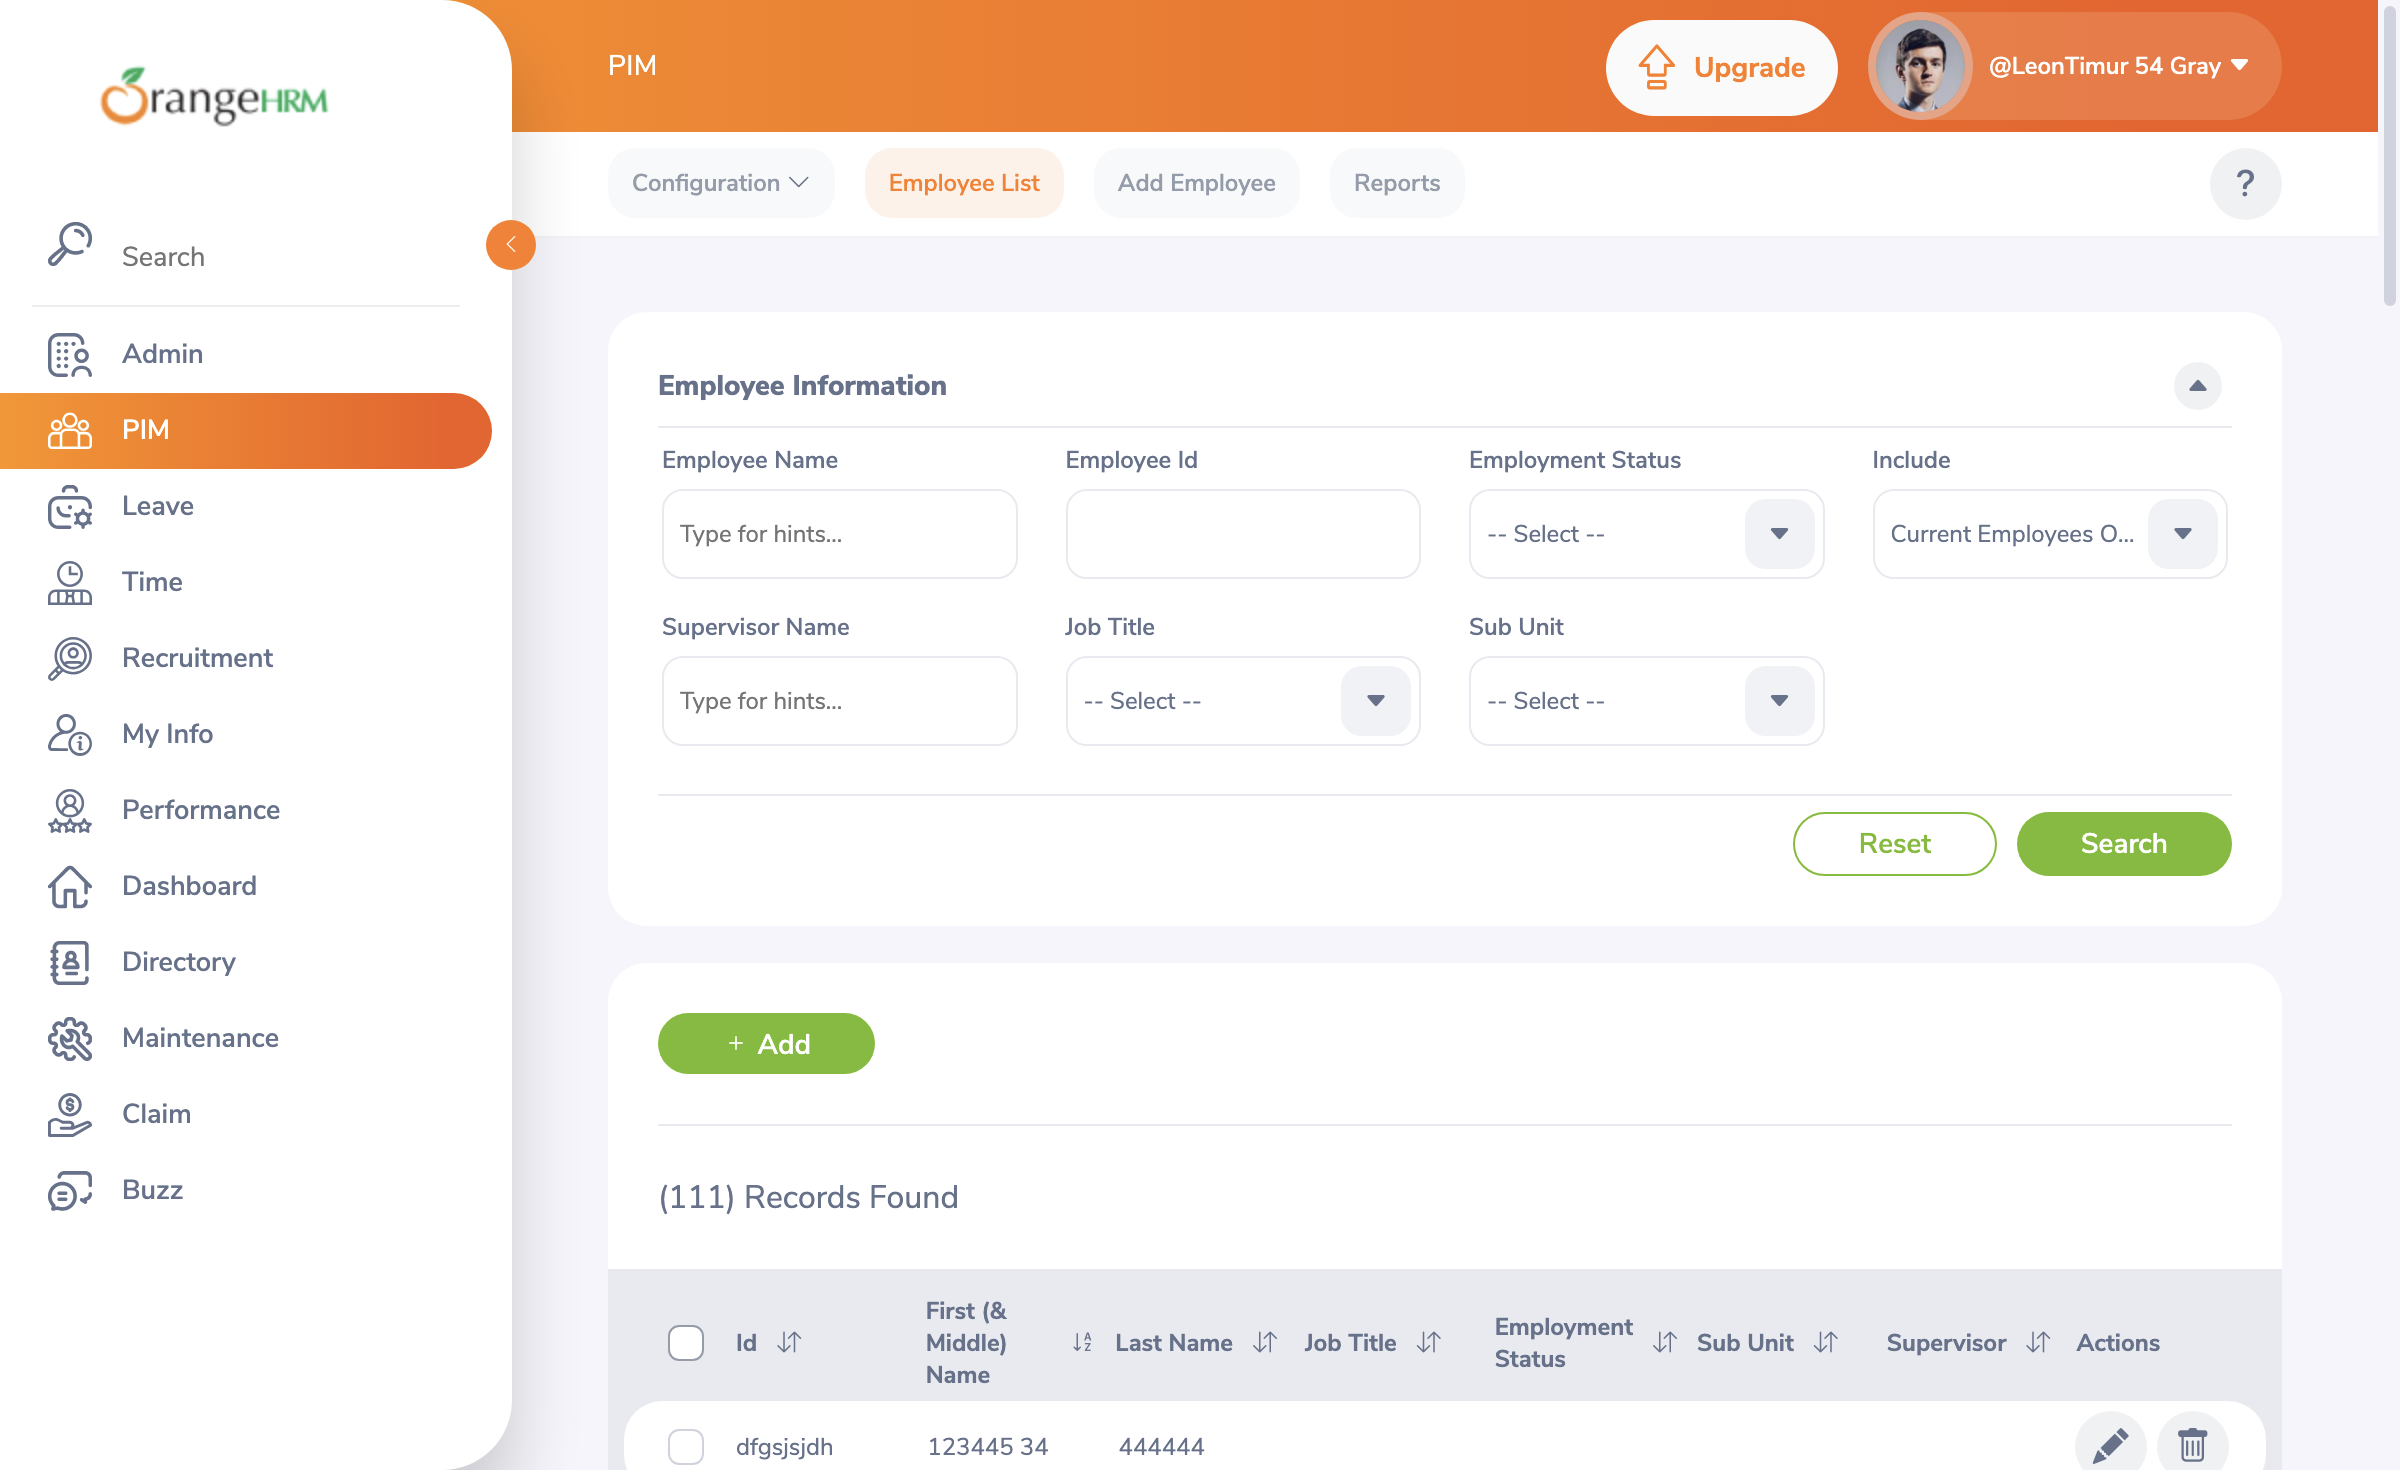 OrangeHRM
PIM
Upgrade
@LeonTimur 54 Gray
Configuration
Employee List
Add Employee
Reports
?
Search
Admin
PIM
Leave
Time
Recruitment
My Info
Performance
Dashboard
Directory
Maintenance
Claim
Buzz
Employee Information
Employee Name
Employee Id
Employment Status
Include
Type for hints...
-- Select --
Current Employees O...
Supervisor Name
Job Title
Sub Unit
Type for hints...
-- Select --
-- Select --
Reset
Search
+ Add
(111) Records Found
Id
First (&
Middle)
Name
Last Name
Job Title
Employment
Status
Sub Unit
Supervisor
Actions
dfgsjsjdh
123445 34
444444